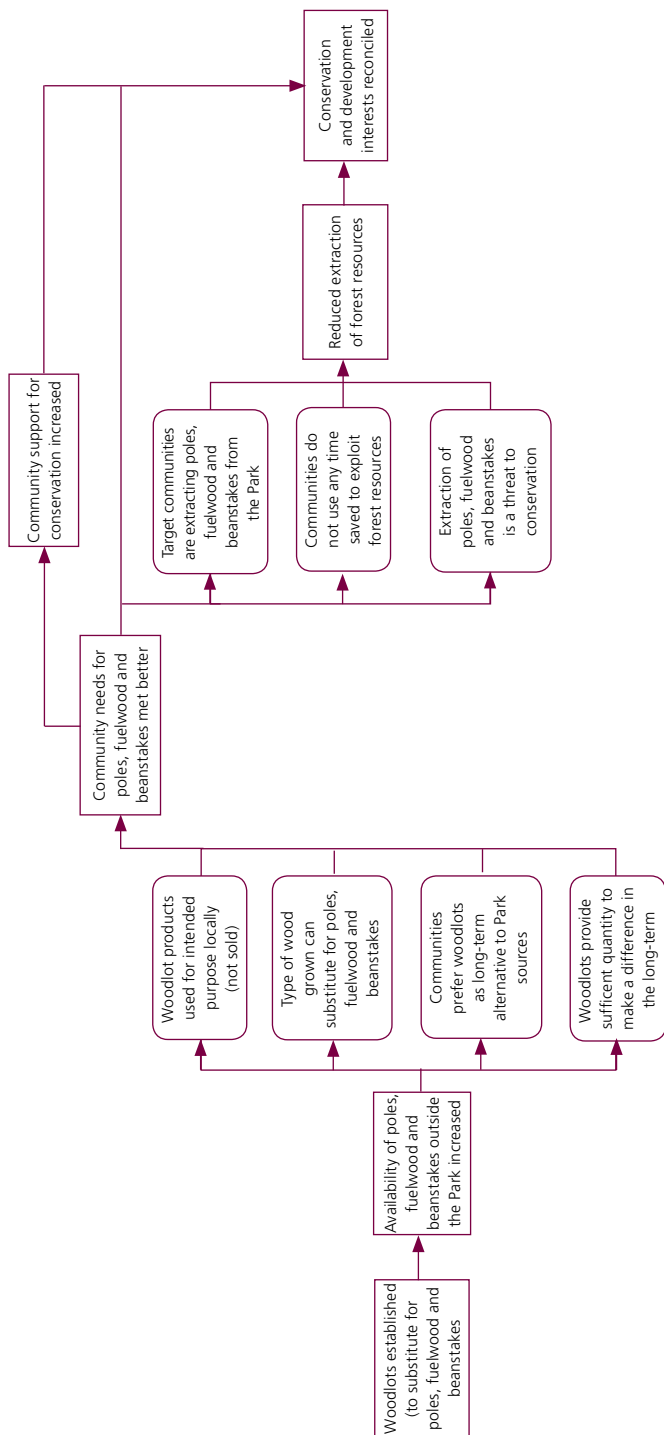 Woodlots established
(to substitute for
poles, fuelwood and
beanstakes
Availability of poles,
fuelwood and
beanstakes outside
the Park increased
Woodlot products
used for intended
purpose locally
(not sold)
Type of wood
grown can
substitute for poles,
fuelwood and
beanstakes
Communities
prefer woodlots
as long-term
alternative to Park
sources
Woodlots provide
sufficent quantity to
make a difference in
the long-term
Community needs for
poles, fuelwood and
beanstakes met better
Community support for
conservation increased
Target communities
are extracting poles,
fuelwood and
beanstakes from
the Park
Communities do
not use any time
saved to exploit
forest resources
Extraction of
poles, fuelwood
and beanstakes
is a threat to
conservation
Reduced extraction
of forest resources
Conservation
and development
interests reconciled